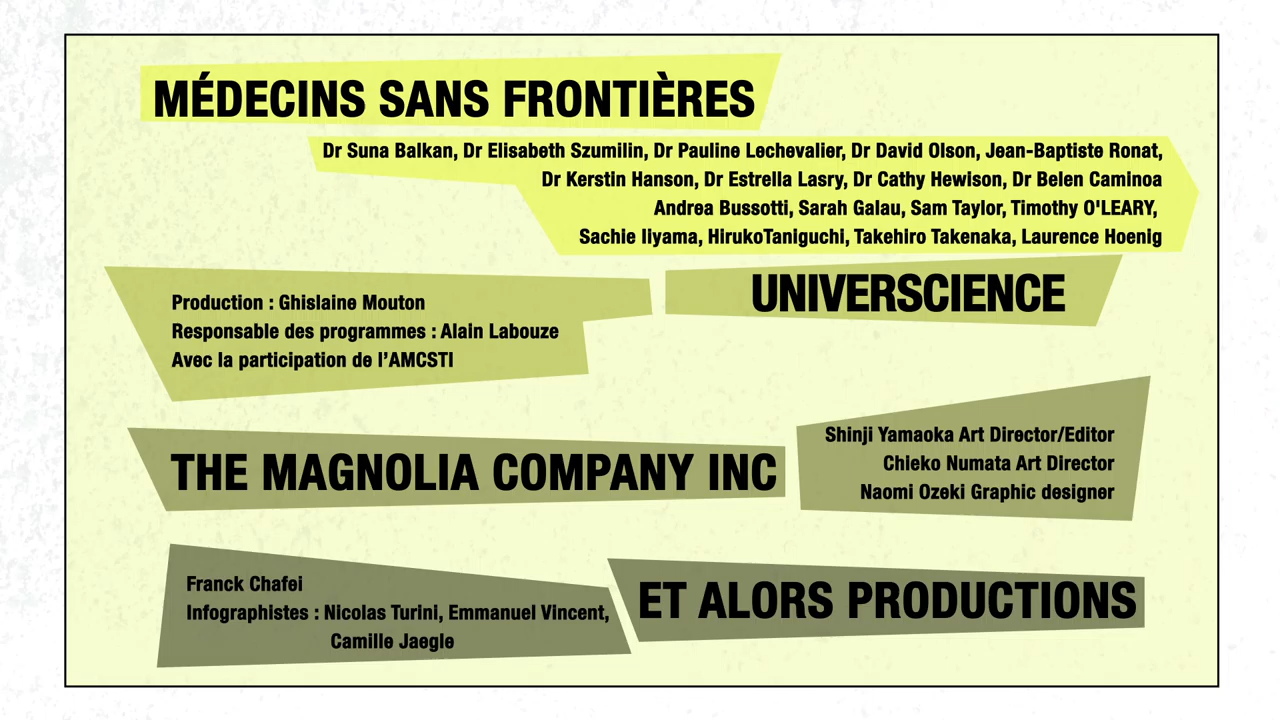 MÉDECINS SANS FRONTIÈRES
Dr Suna Balkan, Dr Elisabeth Szumilin, Dr Pauline Lechevalier, Dr David Olson, Jean-Baptiste Ronat,
Dr Kerstin Hanson, Dr Estrella Lasry, Dr Cathy Hewison, Dr Belen Caminoa
Andrea Bussotti, Sarah Galau, Sam Taylor, Timothy O'LEARY,
Sachie Iiyama, HirukoTaniguchi, Takehiro Takenaka, Laurence Hoenig
UNIVERSCIENCE
Production : Ghislaine Mouton
Responsable des programmes : Alain Labouze
Avec la participation de l’AMCSTI
THE MAGNOLIA COMPANY INC
Shinji Yamaoka Art Director/Editor
Chieko Numata Art Director
Naomi Ozeki Graphic designer
ET ALORS PRODUCTIONS
Franck Chafei
Infographistes : Nicolas Turini, Emmanuel Vincent,
Camille Jaegle